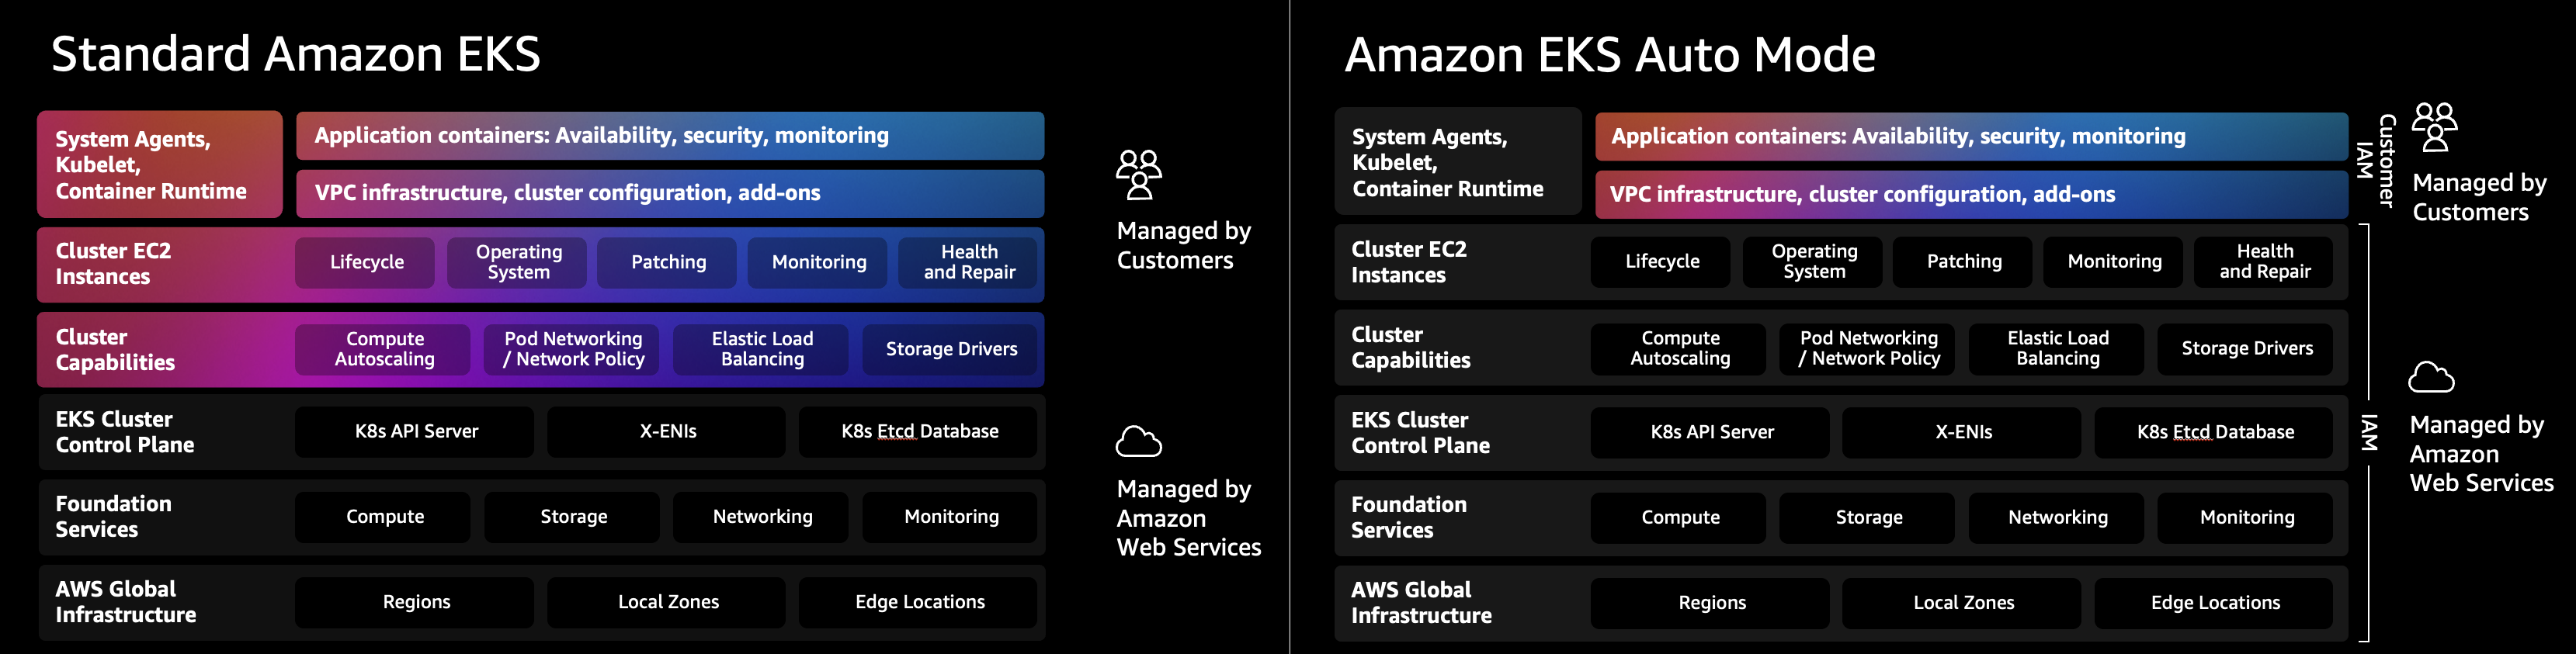 Standard Amazon EKS
System Agents,
Kubelet,
Container Runtime
Application containers: Availability, security, monitoring
VPC infrastructure, cluster configuration, add-ons
Cluster EC2
Instances
Lifecycle
Operating
System
Patching
Monitoring
Health
and Repair
Cluster
Capabilities
Compute
Autoscaling
Pod Networking
/ Network Policy
Elastic Load
Balancing
Storage Drivers
EKS Cluster
Control Plane
K8s API Server
X-ENIs
K8s Etcd Database
Foundation
Services
Compute
Storage
Networking
Monitoring
AWS Global
Infrastructure
Regions
Local Zones
Edge Locations
Managed by
Customers
Managed by
Amazon
Web Services
Amazon EKS Auto Mode
System Agents,
Kubelet,
Container Runtime
Application containers: Availability, security, monitoring
VPC infrastructure, cluster configuration, add-ons
Cluster EC2
Instances
Lifecycle
Operating
System
Patching
Monitoring
Health
and Repair
Cluster
Capabilities
Compute
Autoscaling
Pod Networking
/ Network Policy
Elastic Load
Balancing
Storage Drivers
EKS Cluster
Control Plane
K8s API Server
X-ENIs
K8s Etcd Database
Foundation
Services
Compute
Storage
Networking
Monitoring
AWS Global
Infrastructure
Regions
Local Zones
Edge Locations
Customer
IAM
Managed by
Customers
IAM
Managed by
Amazon
Web Services